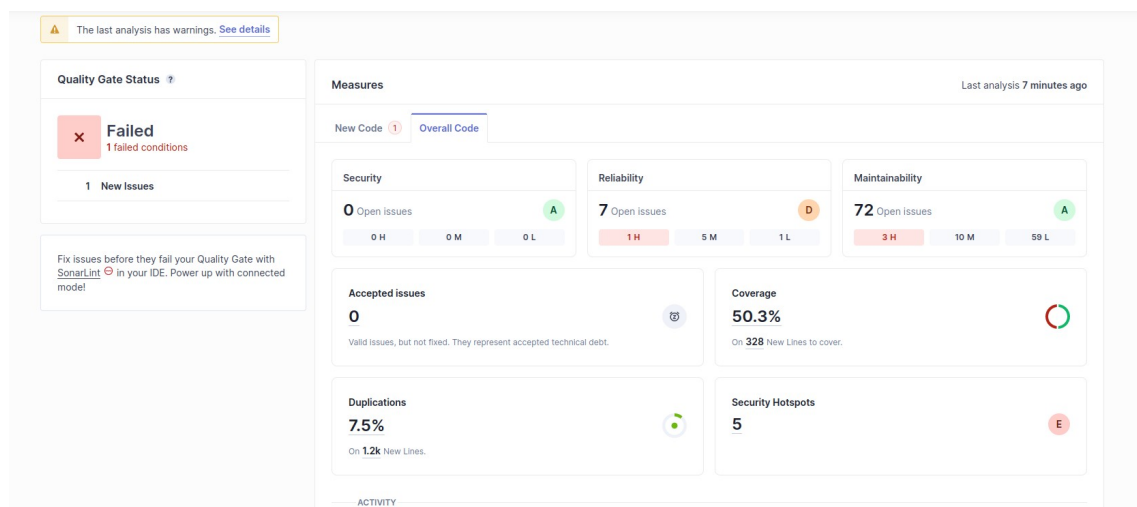 The last analysis has warnings. See details
Quality Gate Status ?
Failed
1 failed conditions
1 New Issues
Fix issues before they fail your Quality Gate with
SonarLint in your IDE. Power up with connected
mode!
Measures
Last analysis 7 minutes ago
New Code 1
Overall Code
Security
0 Open issues
A
0 H
0 M
0 L
Reliability
7 Open issues
D
1 H
5 M
1 L
Maintainability
72 Open issues
A
3 H
10 M
59 L
Accepted issues
0
Valid issues, but not fixed. They represent accepted technical debt.
Coverage
50.3%
On 328 New Lines to cover.
Duplications
7.5%
On 1.2k New Lines.
Security Hotspots
5
E
ACTIVITY